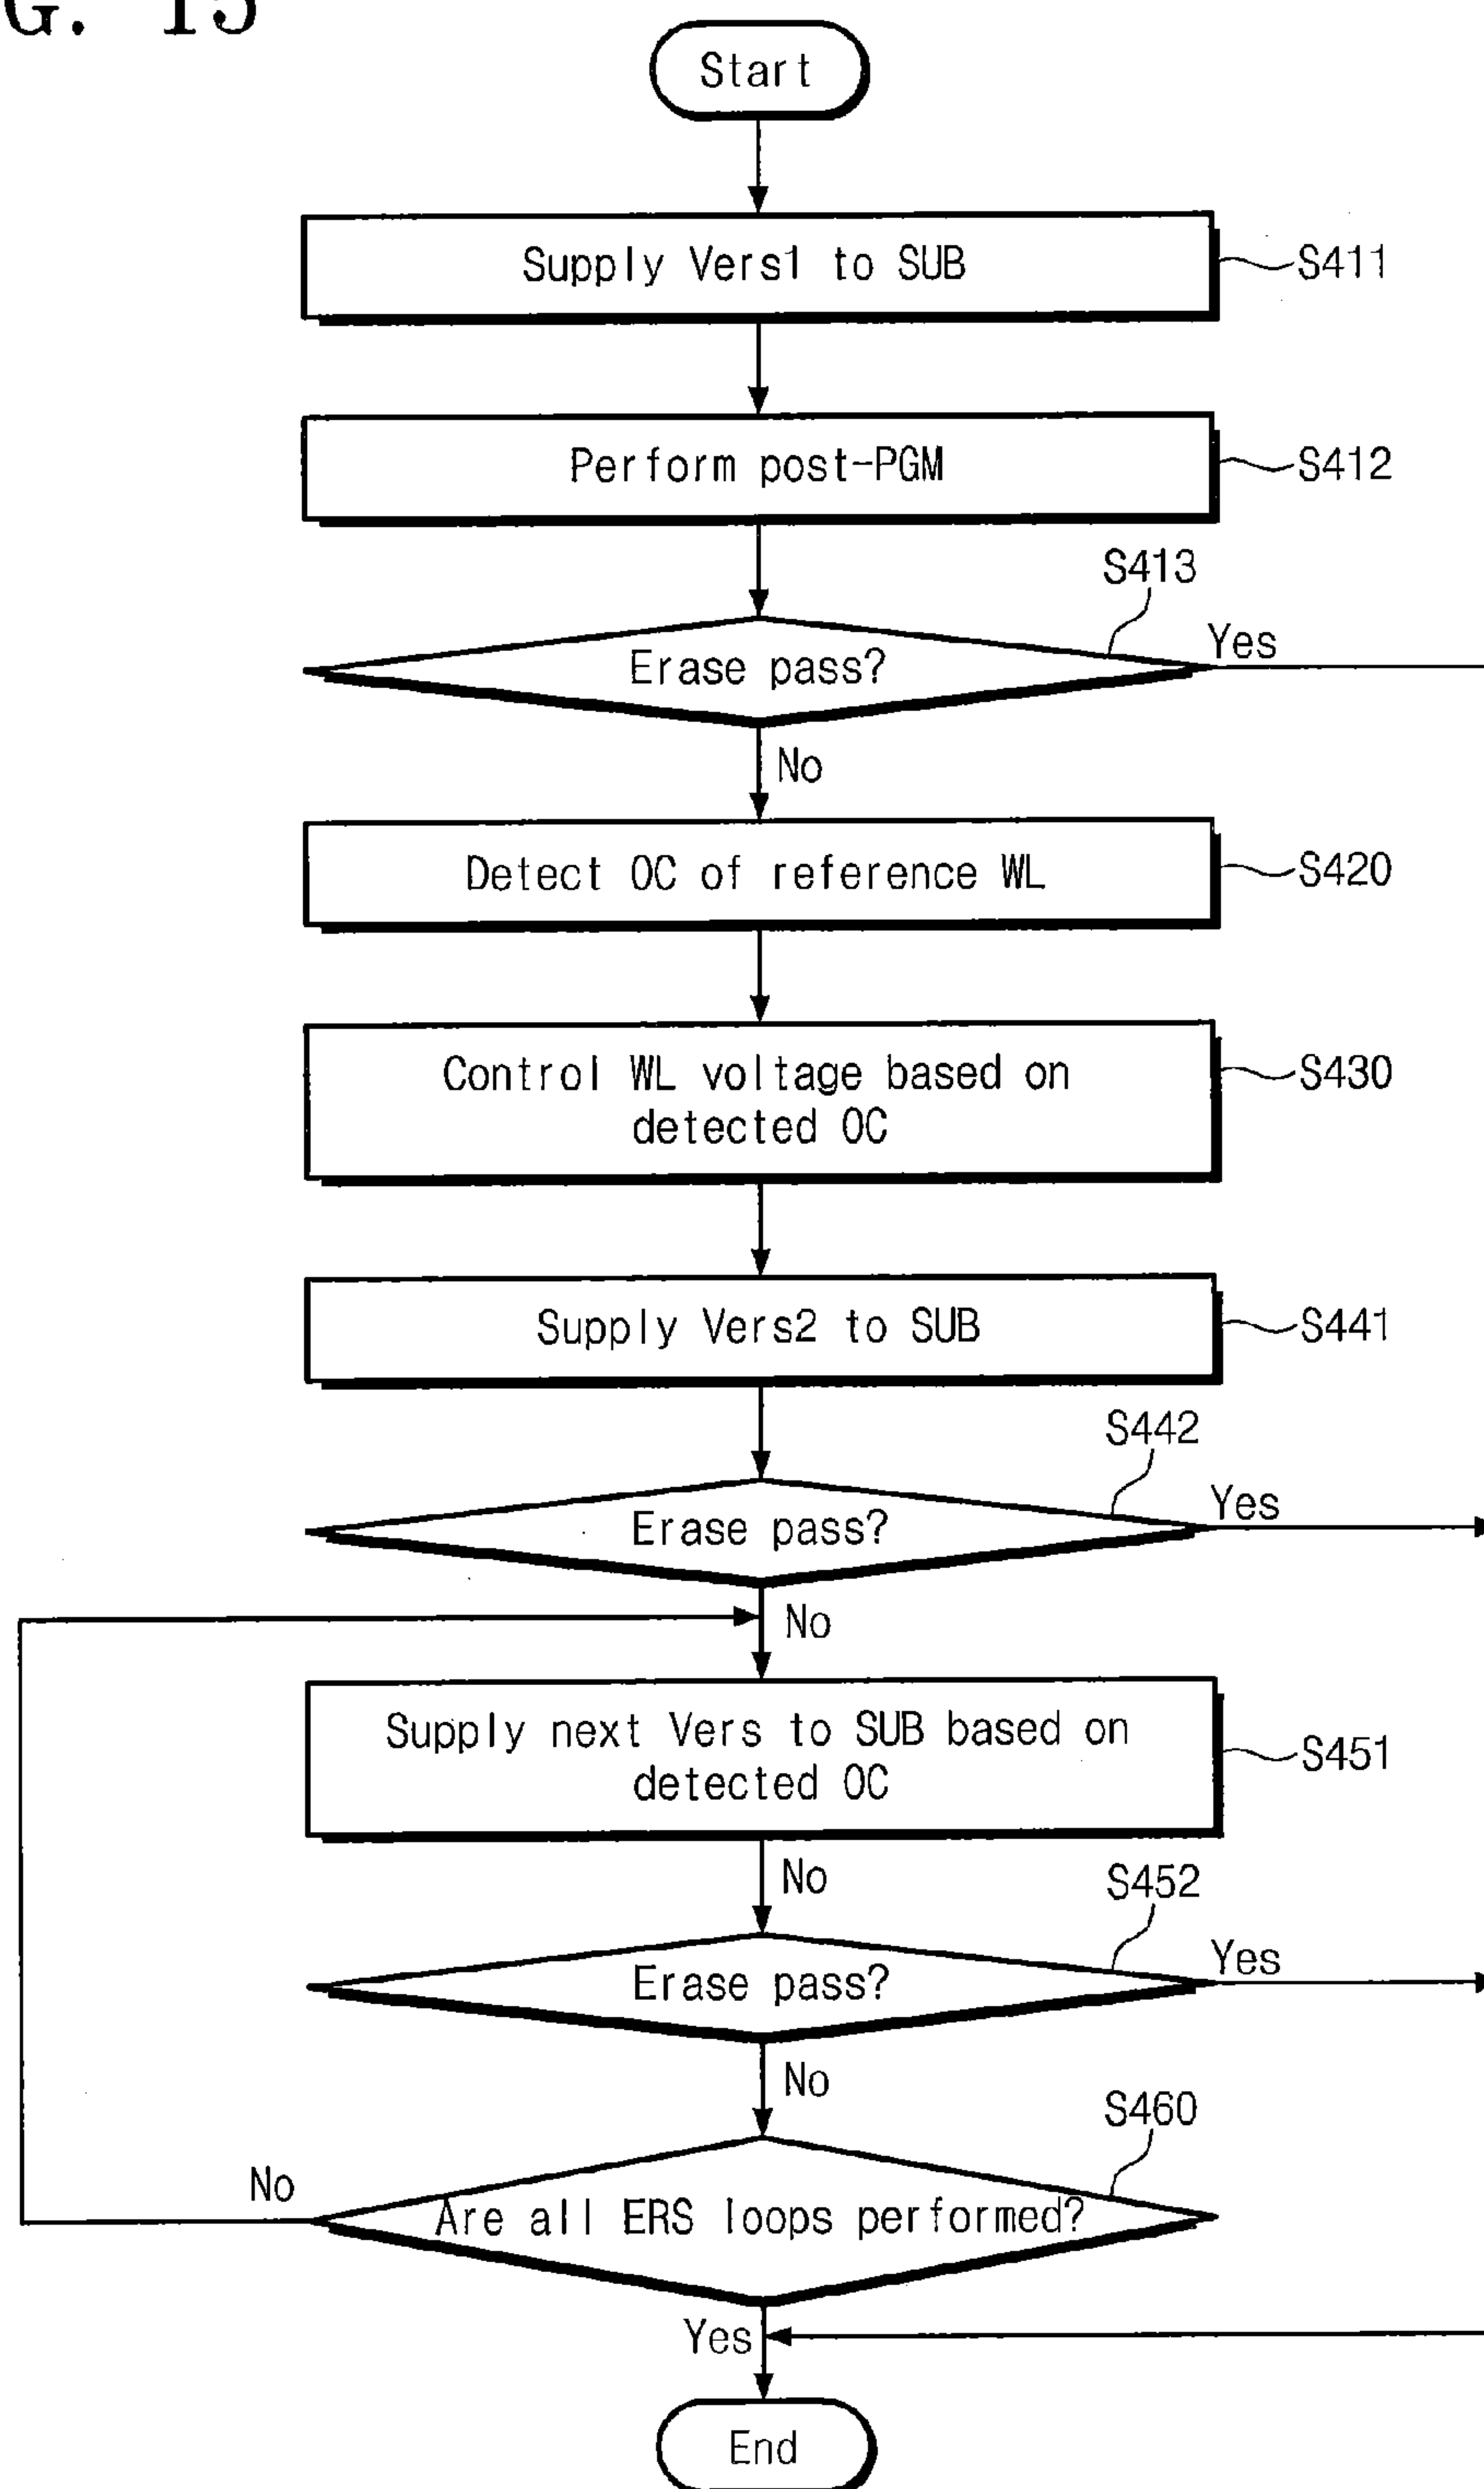 G. 15
Start
Supply Vers1 to SUB
S411
Perform post-PGM
S412
S413
Erase pass?
Yes
No
Detect OC of reference WL
S420
Control WL voltage based on
detected OC
S430
Supply Vers2 to SUB
S441
S442
Erase pass?
Yes
No
Supply next Vers to SUB based on
detected OC
S451
No
S452
Erase pass?
Yes
No
S460
No
Are all ERS loops performed?
Yes
End